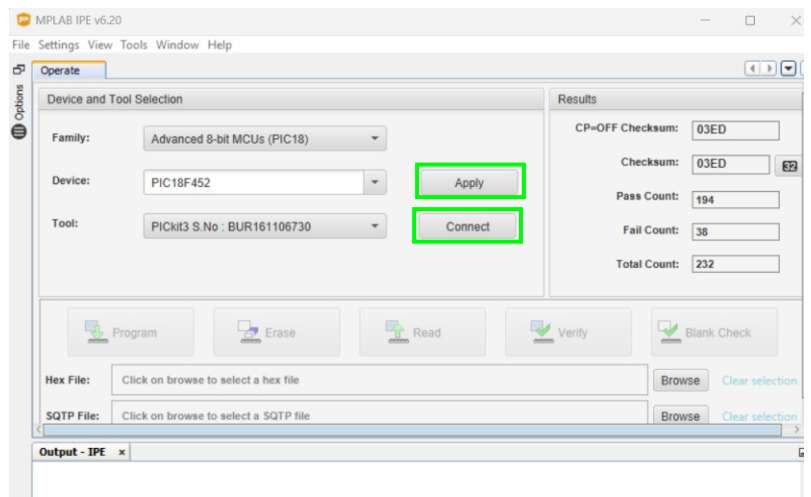 MPLAB IPE v6.20
File Settings View Tools Window Help
Operate
Options
Device and Tool Selection
Family: Advanced 8-bit MCUs (PIC18)
Device: PIC18F452 Apply
Tool: PICkit3 S.No : BUR161106730 Connect
Results
CP=OFF Checksum: 03ED
Checksum: 03ED 32
Pass Count: 194
Fail Count: 38
Total Count: 232
Program Erase Read Verify Blank Check
Hex File: Click on browse to select a hex file Browse Clear selection
SQTP File: Click on browse to select a SQTP file Browse Clear selection
Output - IPE x